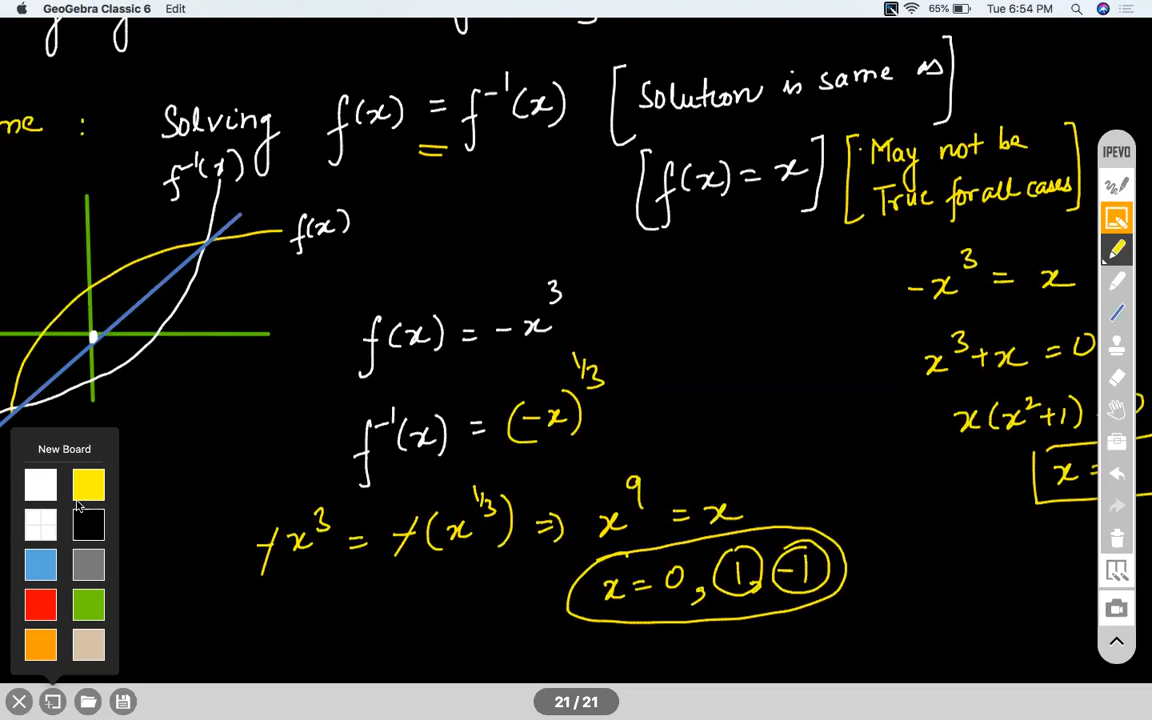 GeoGebra Classic 6 Edit 65% Tue 6:54 PM
me : Solving f(x) = f⁻¹(x) [Solution is same as]
[f(x) = x] [May not be
True for all cases]
f⁻¹(x)
f(x)
IPEVO
-x³ = x
f(x) = -x³
x³+x = 0
f⁻¹(x) = (-x)^1/3
x(x²+1)
x =
New Board
-x³ = -(x^1/3) ⇒ x⁹ = x
x = 0, 1, -1
21/21